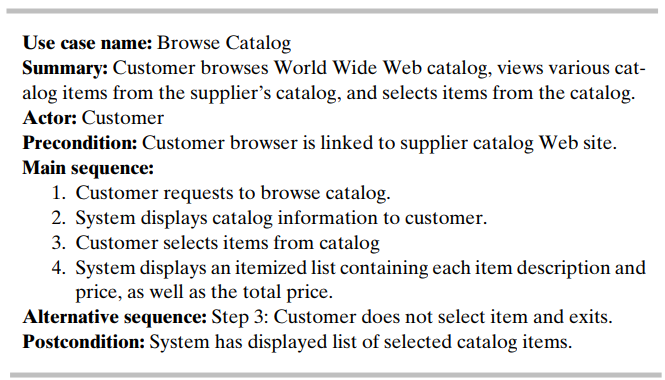 Use case name: Browse Catalog
Summary: Customer browses World Wide Web catalog, views various cat-
alog items from the supplier's catalog, and selects items from the catalog.
Actor: Customer
Precondition: Customer browser is linked to supplier catalog Web site.
Main sequence:
1. Customer requests to browse catalog.
2. System displays catalog information to customer.
3. Customer selects items from catalog
4. System displays an itemized list containing each item description and
price, as well as the total price.
Alternative sequence: Step 3: Customer does not select item and exits.
Postcondition: System has displayed list of selected catalog items.